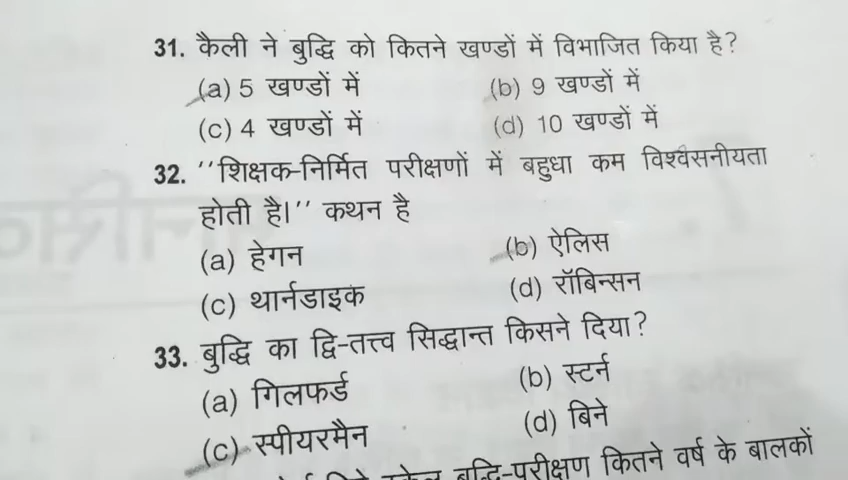 31. कैली ने बुद्धि को कितने खण्डों में विभाजित किया है?
(a) 5 खण्डों में (b) 9 खण्डों में
(c) 4 खण्डों में (d) 10 खण्डों में
32. ''शिक्षक-निर्मित परीक्षणों में बहुधा कम विश्वसनीयता
होती है।'' कथन है
(a) हेगन (b) ऐलिस
(c) थार्नडाइक (d) रॉबिन्सन
33. बुद्धि का द्वि-तत्त्व सिद्धान्त किसने दिया?
(a) गिलफर्ड (b) स्टर्न
(c) स्पीयरमैन (d) बिने
बुद्धि-परीक्षण कितने वर्ष के बालकों